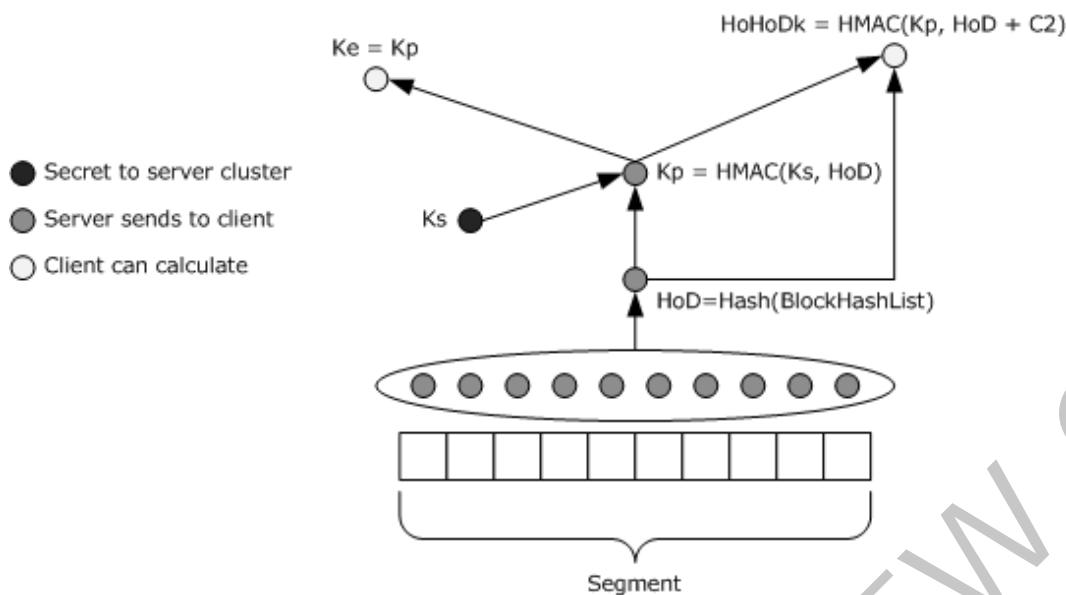 HoHoDk = HMAC(Kp, HoD + C2)
Ke = Kp
Secret to server cluster
Kp = HMAC(Ks, HoD)
Server sends to client
Ks
Client can calculate
HoD=Hash(BlockHashList)
Segment